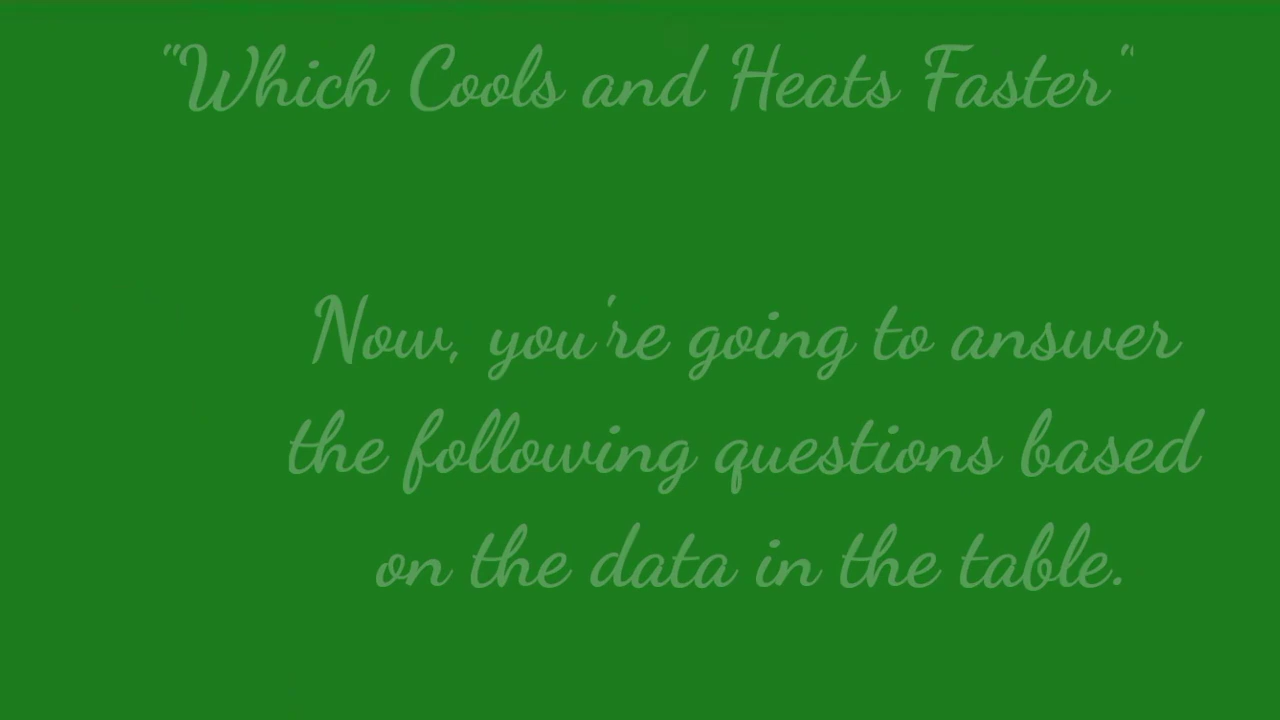 "Which Cools and Heats Faster"
Now, you're going to answer
the following questions based
on the data in the table.